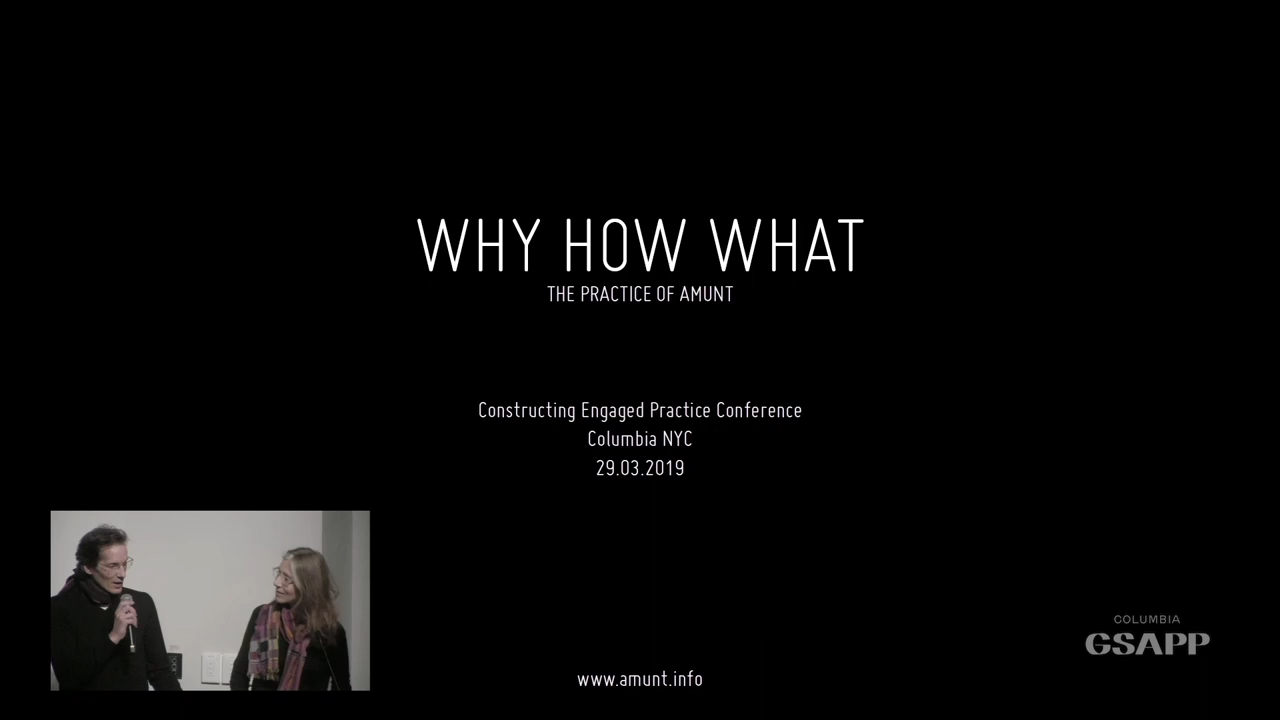 WHY HOW WHAT
THE PRACTICE OF AMUNT
Constructing Engaged Practice Conference
Columbia NYC
29.03.2019
COLUMBIA
GSAPP
www.amunt.info